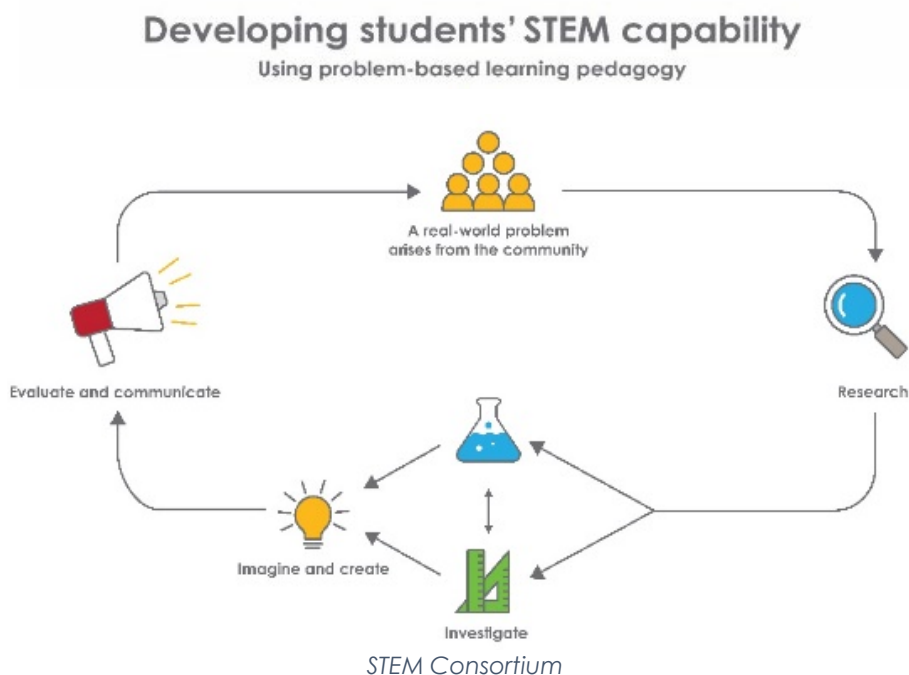 Developing students' STEM capability
Using problem-based learning pedagogy
A real-world problem
arises from the community
Research
Investigate
Imagine and create
Evaluate and communicate
STEM Consortium